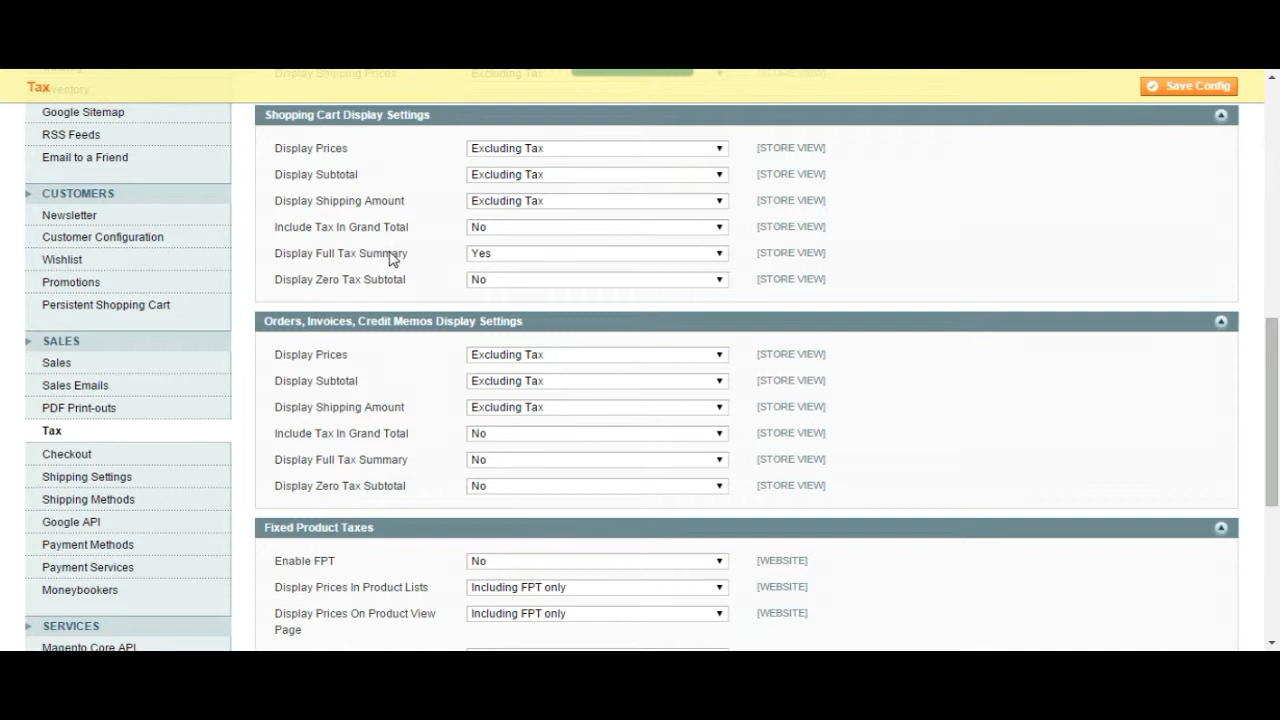 Display Shipping Prices Excluding Tax [STORE VIEW]
Tax
Inventory
Save Config
Google Sitemap
RSS Feeds
Email to a Friend
CUSTOMERS
Newsletter
Customer Configuration
Wishlist
Promotions
Persistent Shopping Cart
SALES
Sales
Sales Emails
PDF Print-outs
Tax
Checkout
Shipping Settings
Shipping Methods
Google API
Payment Methods
Payment Services
Moneybookers
SERVICES
Magento Core API
Shopping Cart Display Settings
Display Prices Excluding Tax [STORE VIEW]
Display Subtotal Excluding Tax [STORE VIEW]
Display Shipping Amount Excluding Tax [STORE VIEW]
Include Tax In Grand Total No [STORE VIEW]
Display Full Tax Summary Yes [STORE VIEW]
Display Zero Tax Subtotal No [STORE VIEW]
Orders, Invoices, Credit Memos Display Settings
Display Prices Excluding Tax [STORE VIEW]
Display Subtotal Excluding Tax [STORE VIEW]
Display Shipping Amount Excluding Tax [STORE VIEW]
Include Tax In Grand Total No [STORE VIEW]
Display Full Tax Summary No [STORE VIEW]
Display Zero Tax Subtotal No [STORE VIEW]
Fixed Product Taxes
Enable FPT No [WEBSITE]
Display Prices In Product Lists Including FPT only [WEBSITE]
Display Prices On Product View Including FPT only [WEBSITE]
Page